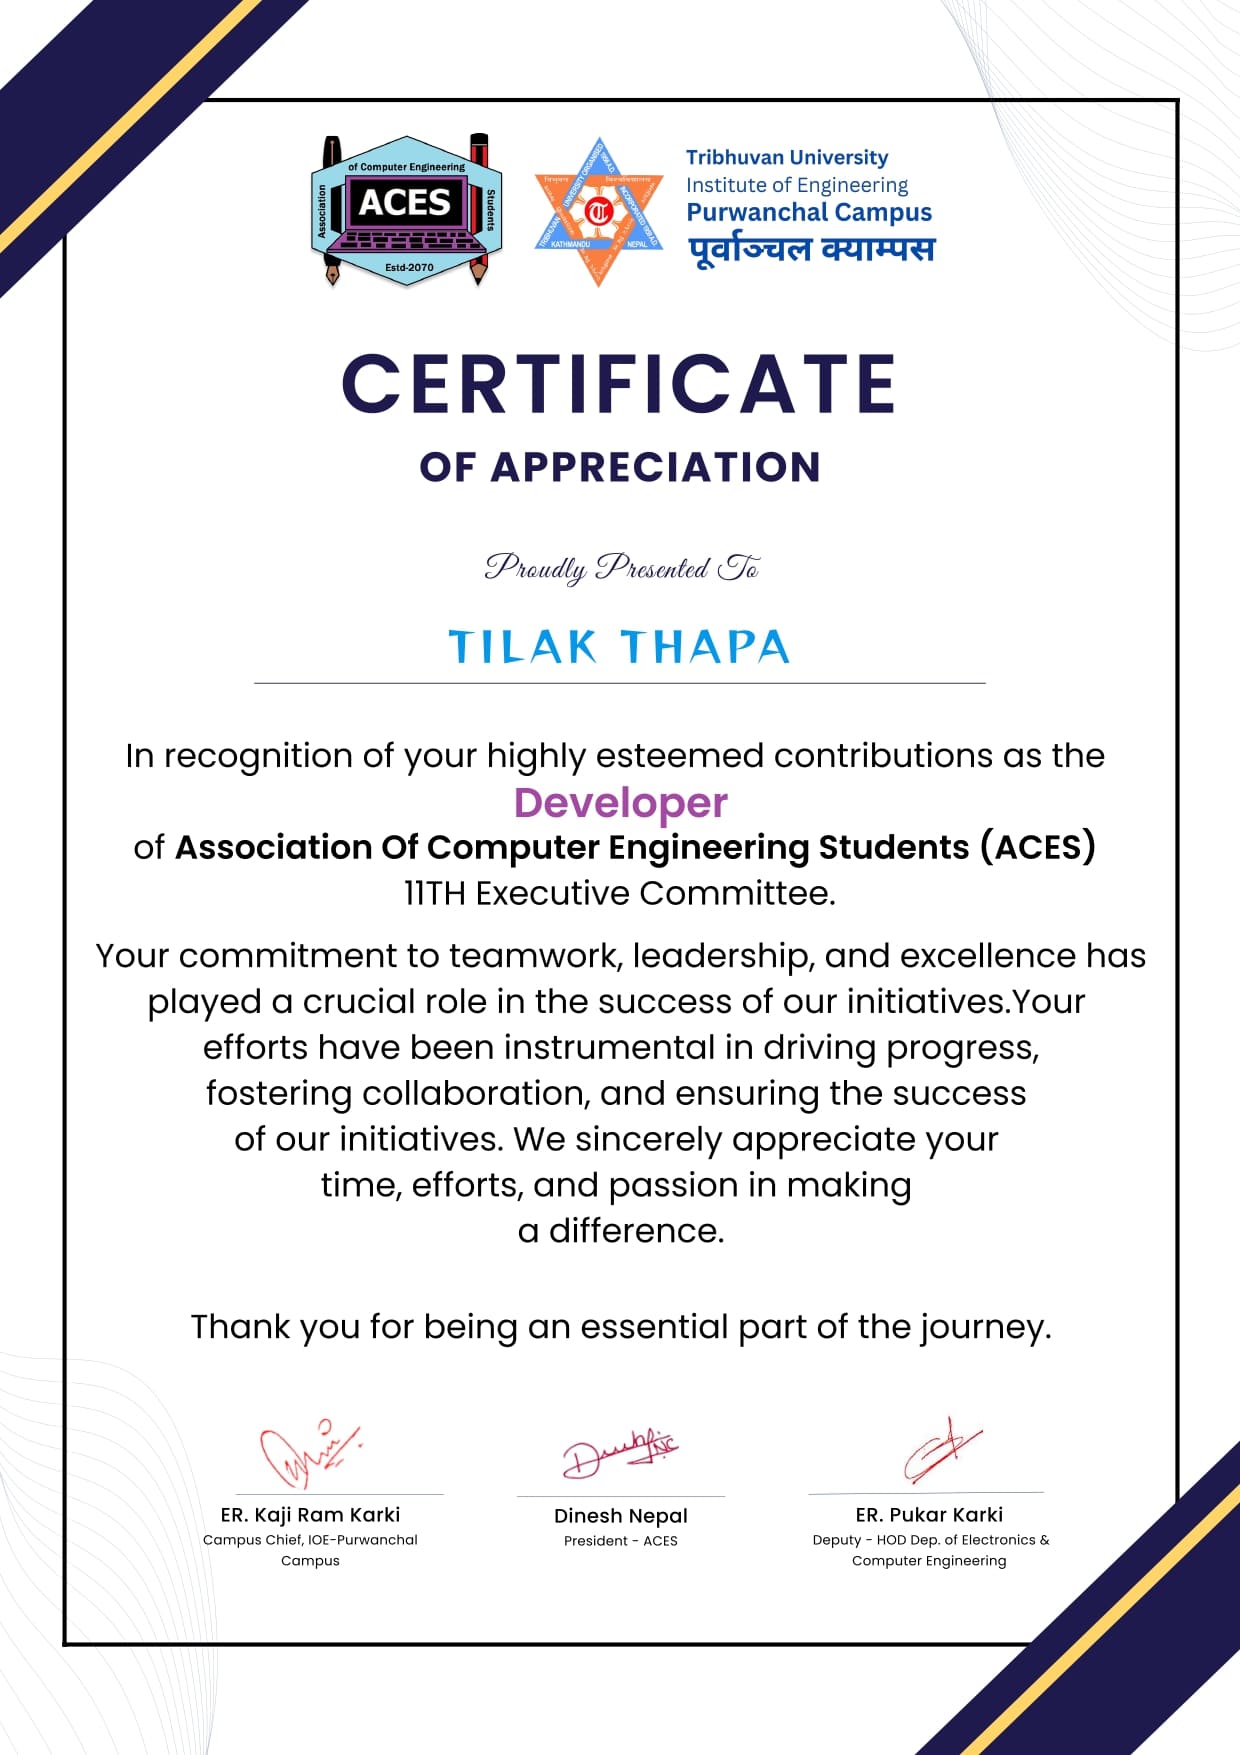 of Computer Engineering
Association
ACES
Students
Estd-2070
UNIVERSITY ORGANISED 1995 A.D.
INCORPORATED 1959 A.D.
TRIBHUVAN
KATHMANDU
NEPAL
Tribhuvan University
Institute of Engineering
Purwanchal Campus
पूर्वाञ्चल क्याम्पस
CERTIFICATE
OF APPRECIATION
Proudly Presented To
TILAK THAPA
In recognition of your highly esteemed contributions as the
Developer
of Association Of Computer Engineering Students (ACES)
11TH Executive Committee.
Your commitment to teamwork, leadership, and excellence has
played a crucial role in the success of our initiatives.Your
efforts have been instrumental in driving progress,
fostering collaboration, and ensuring the success
of our initiatives. We sincerely appreciate your
time, efforts, and passion in making
a difference.
Thank you for being an essential part of the journey.
ER. Kaji Ram Karki
Campus Chief, IOE-Purwanchal
Campus
Dinesh Nepal
President - ACES
ER. Pukar Karki
Deputy - HOD Dep. of Electronics &
Computer Engineering